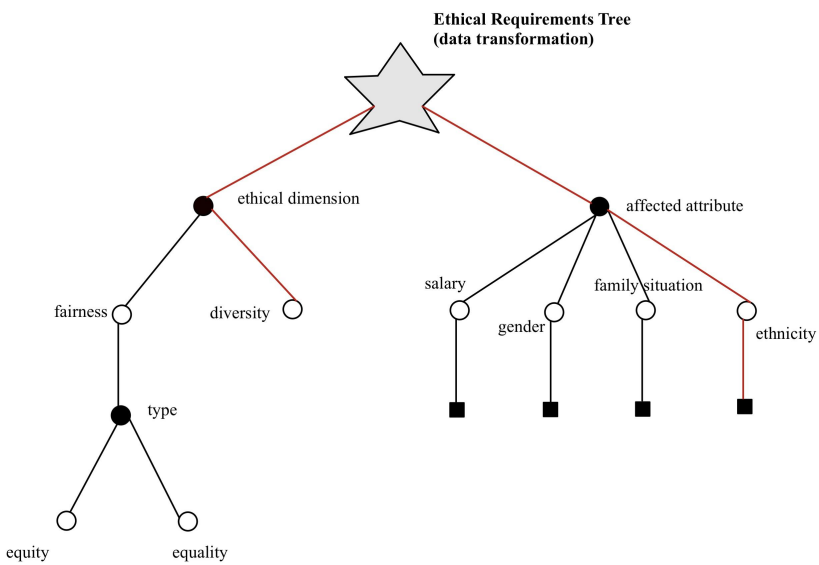 Ethical Requirements Tree
(data transformation)
ethical dimension
affected attribute
salary
family situation
fairness
diversity
gender
ethnicity
type
equity
equality